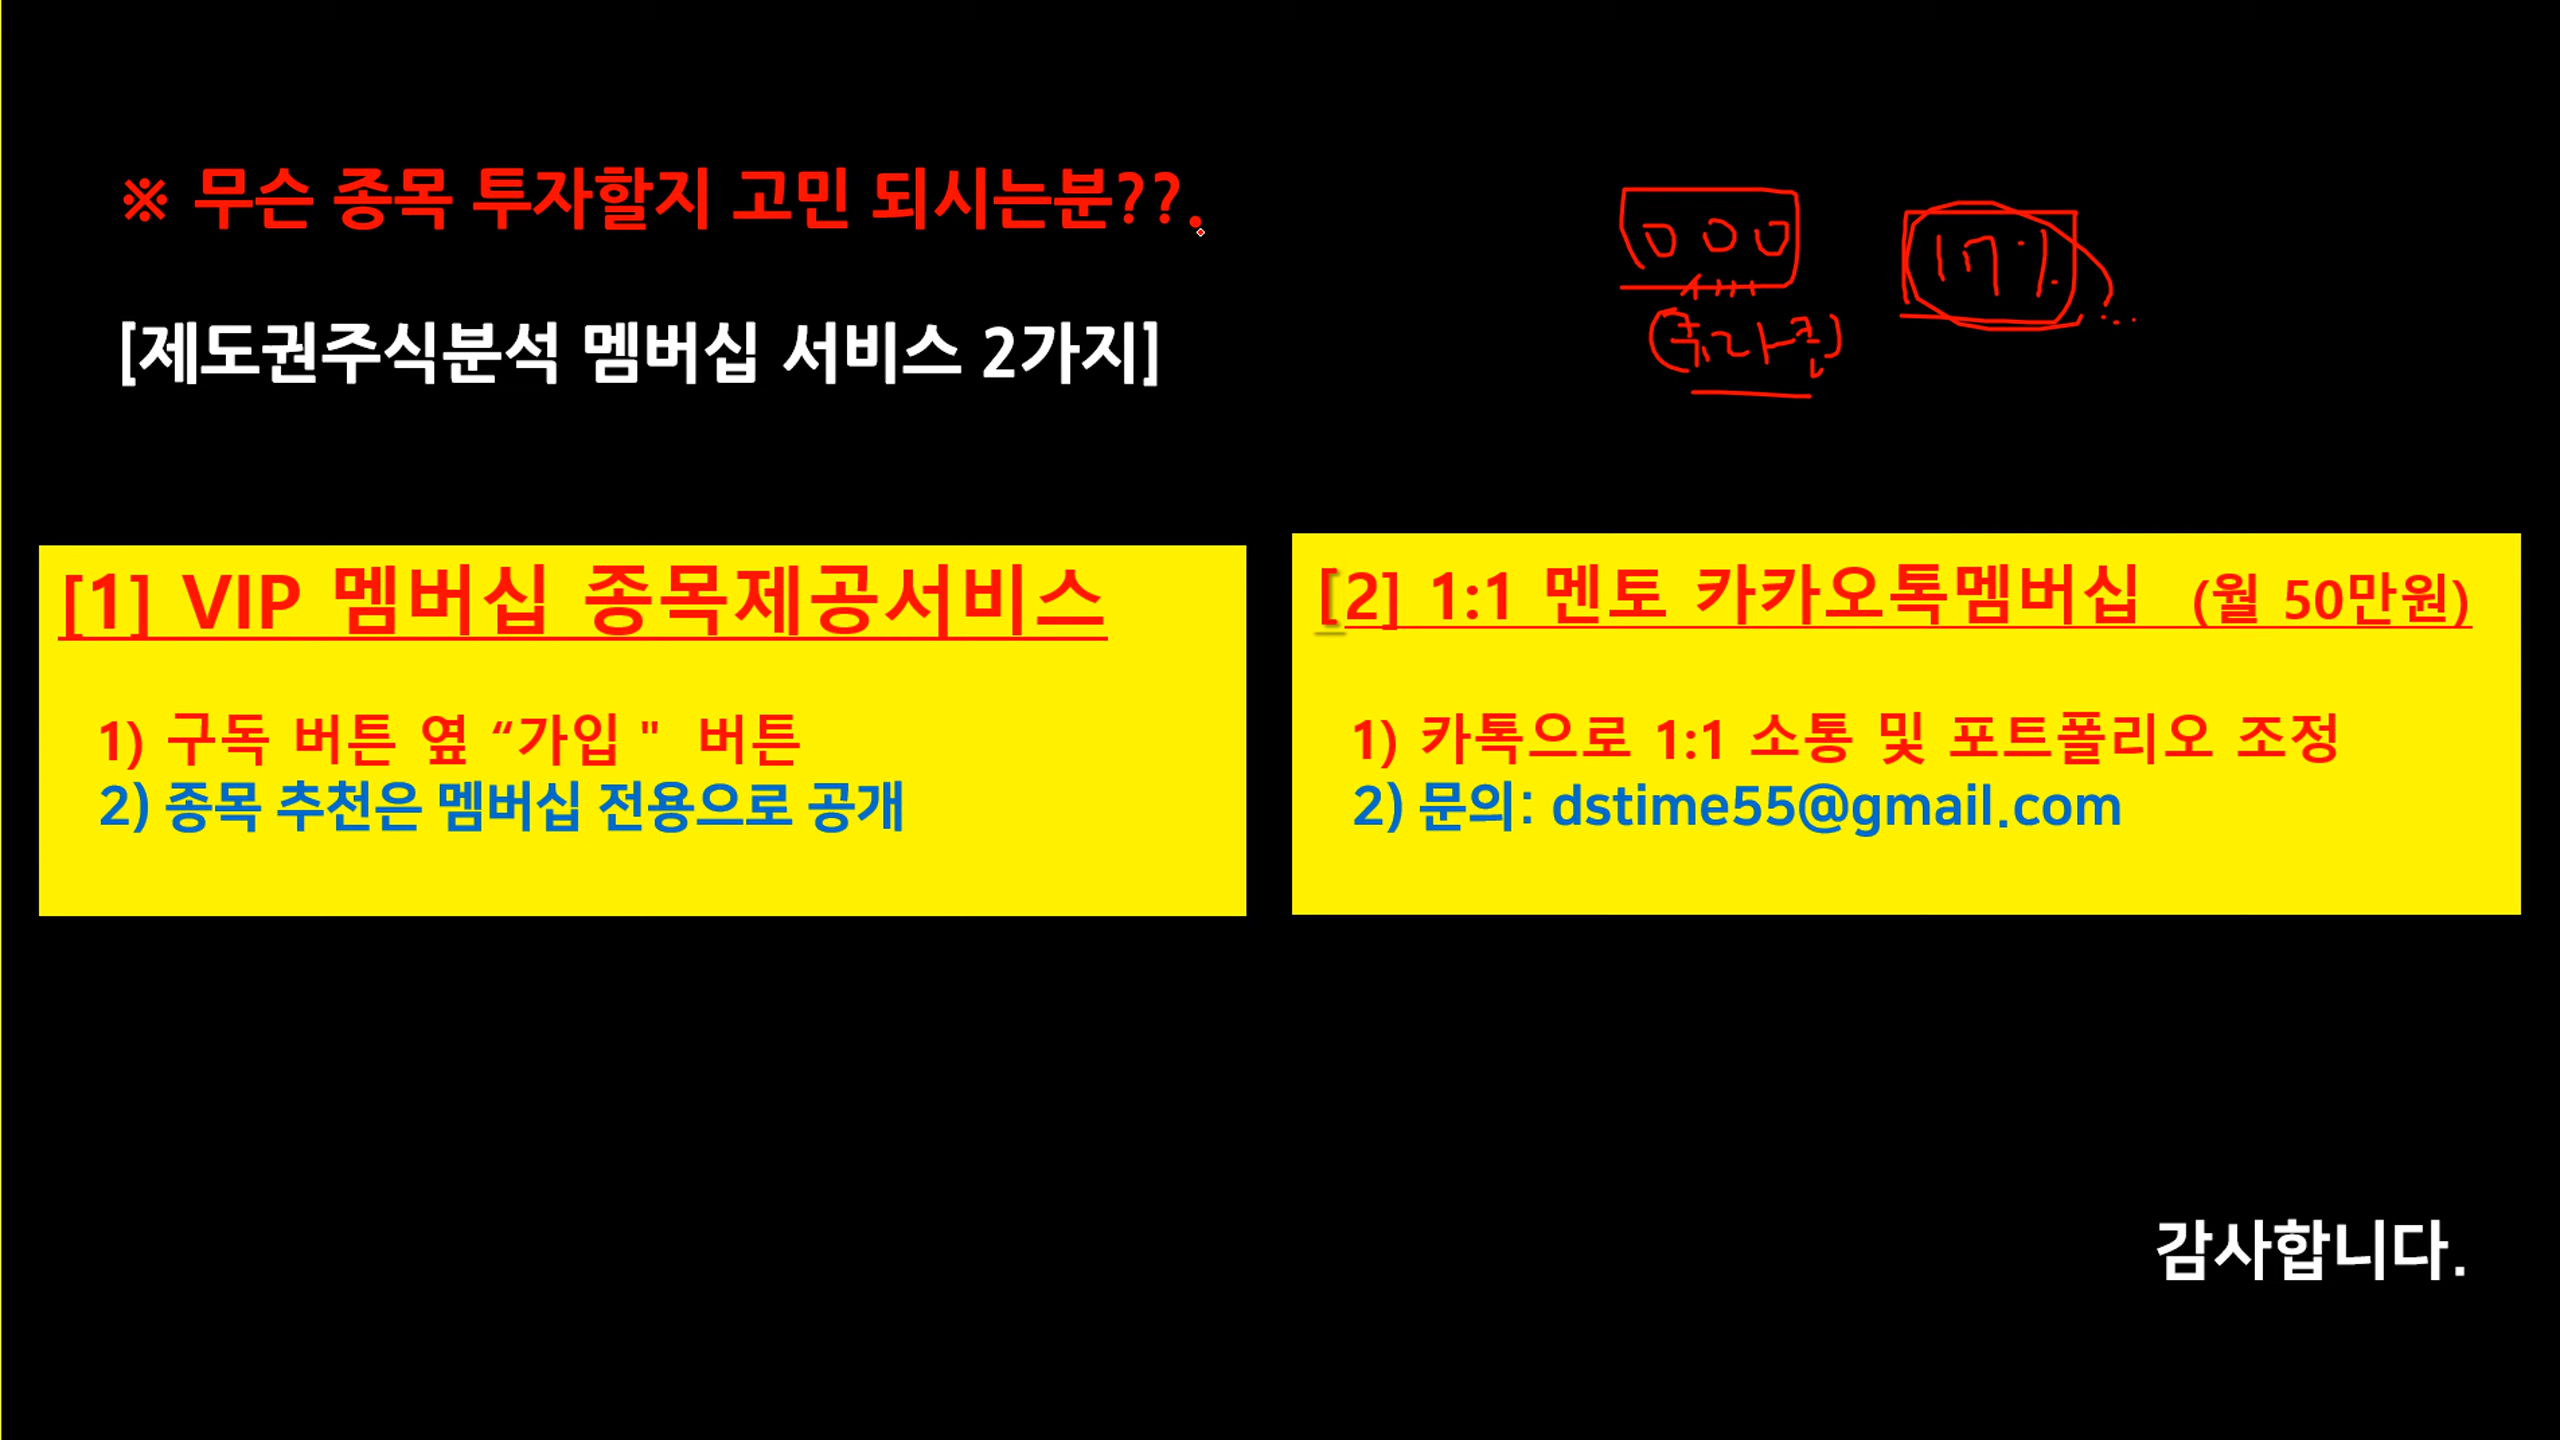 ※ 무슨 종목 투자할지 고민 되시는분??.
[제도권주식분석 멤버십 서비스 2가지]
000
17%
[1] VIP 멤버십 종목제공서비스
1) 구독 버튼 옆 “가입 "  버튼
2) 종목 추천은 멤버십 전용으로 공개
[2] 1:1 멘토 카카오톡멤버십 (월 50만원)
1) 카톡으로 1:1 소통 및 포트폴리오 조정
2) 문의: dstime55@gmail.com
감사합니다.